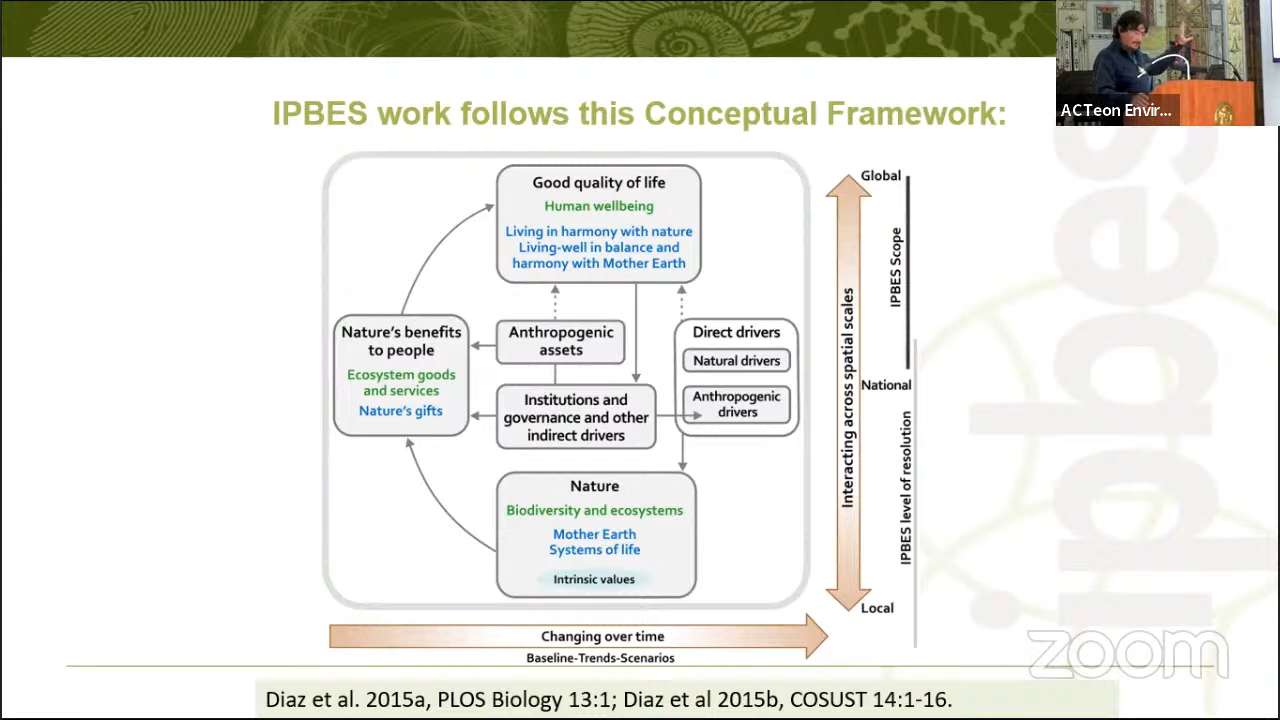 ACTeon Envir...
IPBES work follows this Conceptual Framework:
Good quality of life
Human wellbeing
Living in harmony with nature
Living-well in balance and
harmony with Mother Earth
Nature's benefits
to people
Ecosystem goods
and services
Nature's gifts
Anthropogenic
assets
Direct drivers
Natural drivers
Anthropogenic
drivers
Institutions and
governance and other
indirect drivers
Nature
Biodiversity and ecosystems
Mother Earth
Systems of life
Intrinsic values
Interacting across spatial scales
Global
IPBES Scope
National
IPBES level of resolution
Local
Changing over time
Baseline-Trends-Scenarios
ipbes
zoom
Diaz et al. 2015a, PLOS Biology 13:1; Diaz et al 2015b, COSUST 14:1-16.